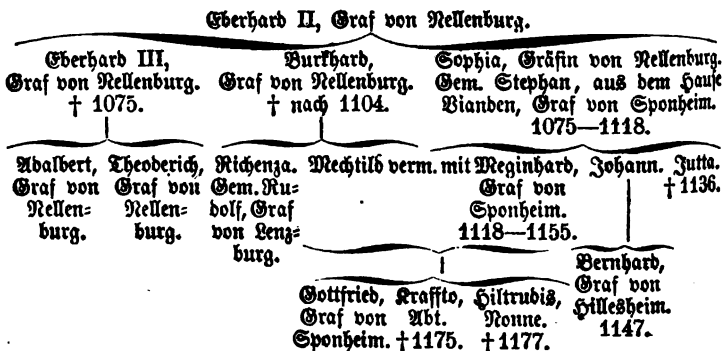 Eberhard II, Graf von Nellenburg.
Eberhard III,
Graf von Nellenburg.
† 1075.
Burkhard,
Graf von Nellenburg.
† nach 1104.
Sophia, Gräfin von Nellenburg.
Gem. Stephan, aus dem Hause
Vianden, Graf von Sponheim.
1075—1118.
Adalbert,
Graf von
Nellen-
burg.
Theoderich,
Graf von
Nellen-
burg.
Richenza.
Gem. Ru-
dolf, Graf
von Lenz-
burg.
Mechtild verm. mit Meginhard,
Graf von
Sponheim.
1118—1155.
Johann.
Jutta.
† 1136.
Gottfried,
Graf von
Sponheim.
Kraffto,
Abt.
† 1175.
Hiltrudis,
Nonne.
† 1177.
Bernhard,
Graf von
Hillesheim.
1147.